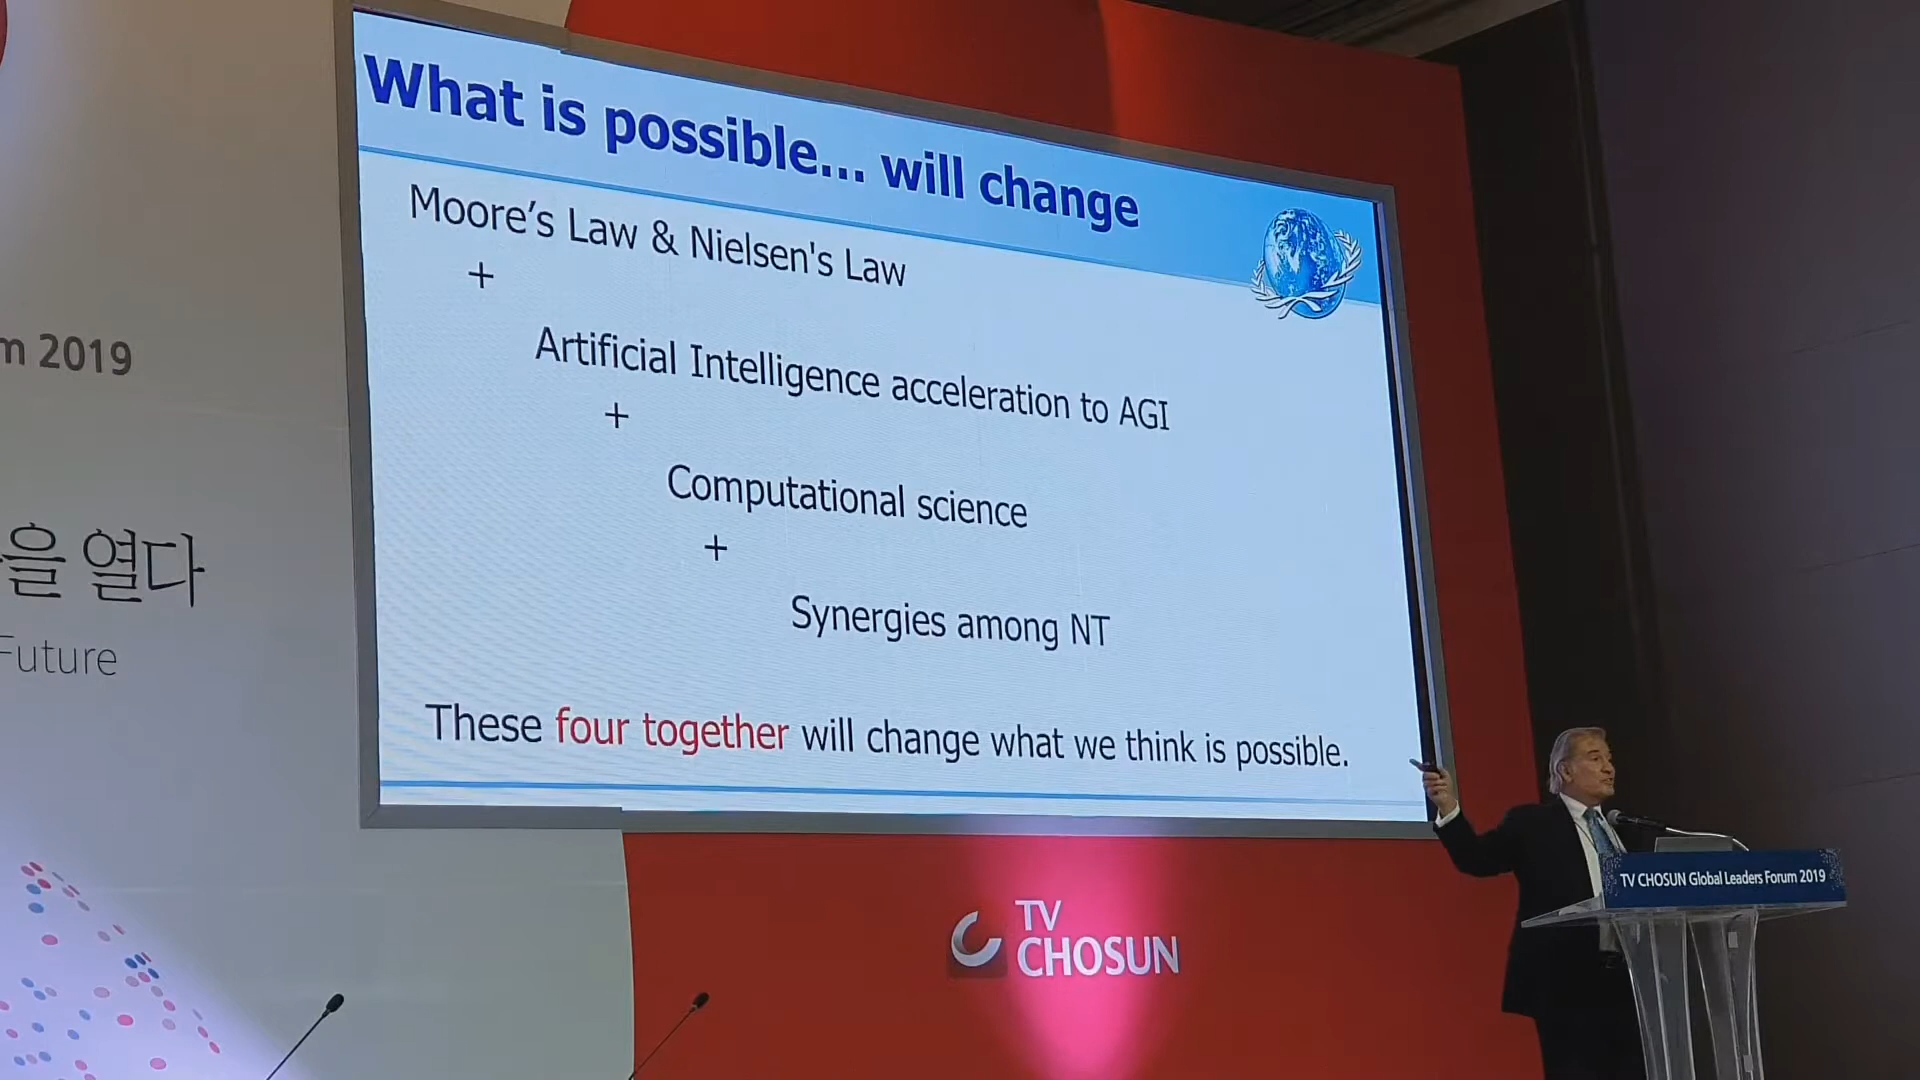 What is possible... will change
Moore's Law & Nielsen's Law
+
Artificial Intelligence acceleration to AGI
+
Computational science
+
Synergies among NT
These four together will change what we think is possible.
m 2019
을 열다
Future
TV
CHOSUN
TV CHOSUN Global Leaders Forum 2019